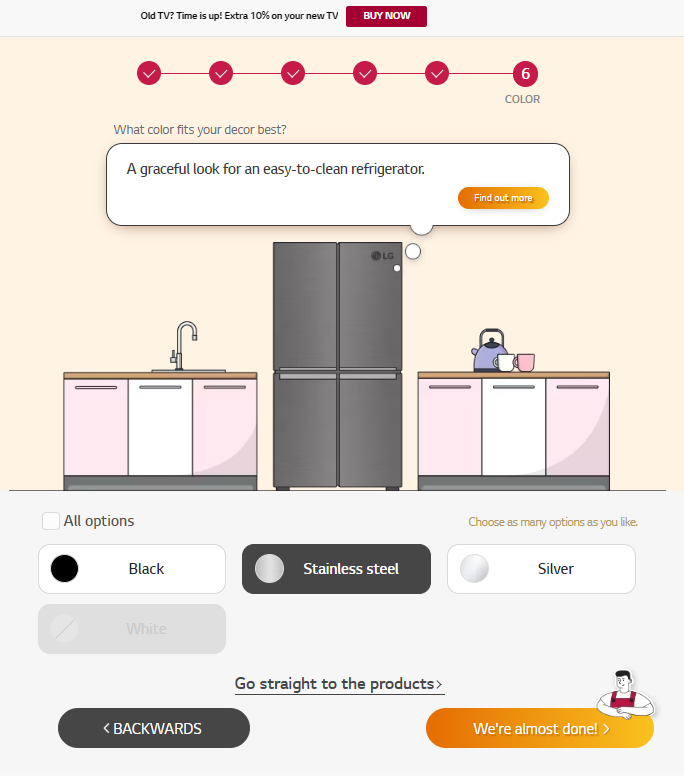 Old TV? Time is up! Extra 10% on your new TV BUY NOW
6
COLOR
What color fits your decor best?
A graceful look for an easy-to-clean refrigerator.
Find out more
LG
All options
Choose as many options as you like.
Black
Stainless steel
Silver
White
Go straight to the products>
< BACKWARDS
We're almost done! >